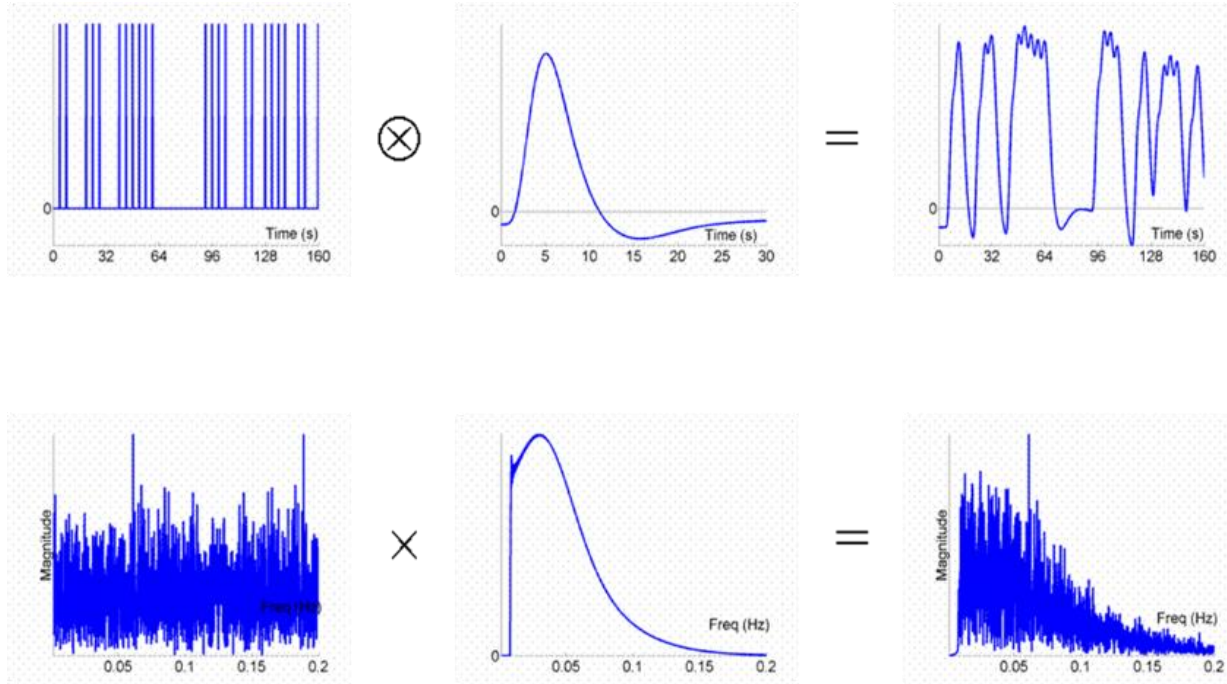 0
Time (s)
0 32 64 96 128 160
⊗
0
Time (s)
0 5 10 15 20 25 30
=
0
Time (s)
0 32 64 96 128 160
Magnitude
Freq (Hz)
0.05 0.1 0.15 0.2
×
0
Freq (Hz)
0.05 0.1 0.15 0.2
=
Magnitude
Freq (Hz)
0.05 0.1 0.15 0.2